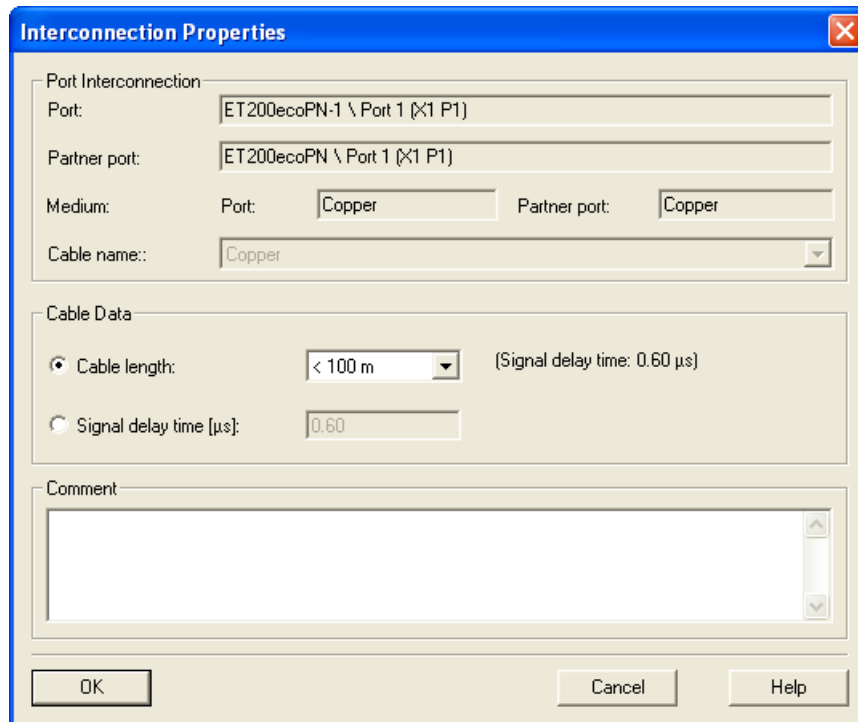 Interconnection Properties
Port Interconnection
Port: ET200ecoPN-1 \ Port 1 (X1 P1)
Partner port: ET200ecoPN \ Port 1 (X1 P1)
Medium: Port: Copper Partner port: Copper
Cable name:: Copper
Cable Data
Cable length: < 100 m (Signal delay time: 0.60 µs)
Signal delay time [µs]: 0.60
Comment
OK Cancel Help